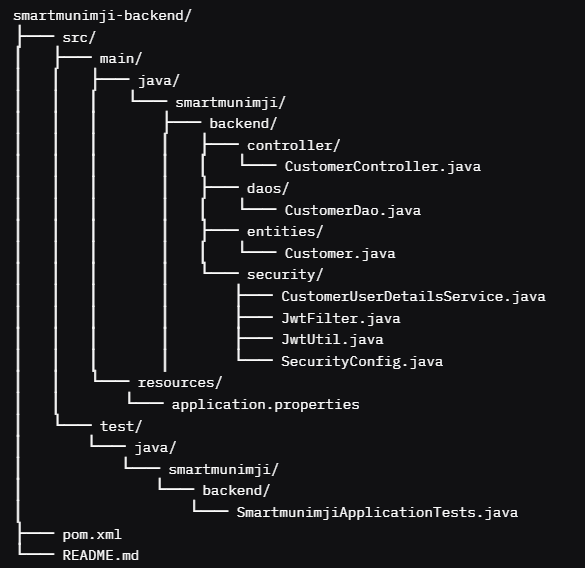 smartmunimji-backend/
src/
main/
java/
smartmunimji/
backend/
controller/
CustomerController.java
daos/
CustomerDao.java
entities/
Customer.java
security/
CustomerUserDetailsService.java
JwtFilter.java
JwtUtil.java
SecurityConfig.java
resources/
application.properties
test/
java/
smartmunimji/
backend/
SmartmunimjiApplicationTests.java
pom.xml
README.md